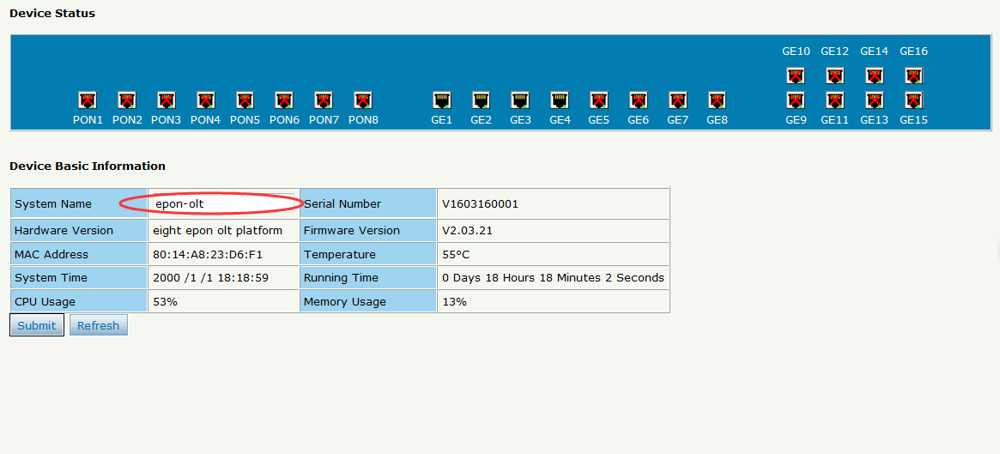 Device Status
GE10 GE12 GE14 GE16
PON1 PON2 PON3 PON4 PON5 PON6 PON7 PON8 GE1 GE2 GE3 GE4 GE5 GE6 GE7 GE8 GE9 GE11 GE13 GE15
Device Basic Information
System Name epon-olt Serial Number V1603160001
Hardware Version eight epon olt platform Firmware Version V2.03.21
MAC Address 80:14:A8:23:D6:F1 Temperature 55°C
System Time 2000 /1 /1 18:18:59 Running Time 0 Days 18 Hours 18 Minutes 2 Seconds
CPU Usage 53% Memory Usage 13%
Submit Refresh